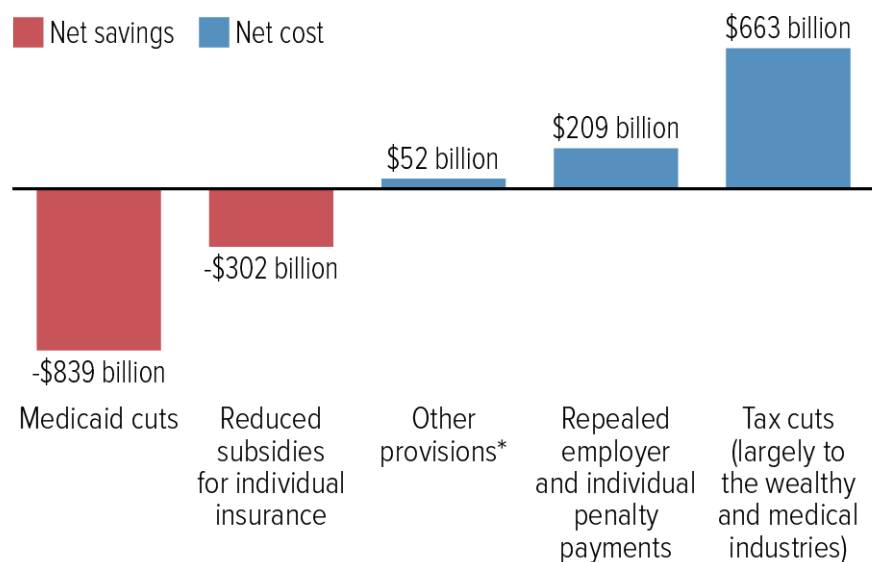 Net savings
Net cost
$663 billion
$209 billion
$52 billion
-$302 billion
-$839 billion
Medicaid cuts
Reduced
subsidies
for individual
insurance
Other
provisions*
Repealed
employer
and individual
penalty
payments
Tax cuts
(largely to
the wealthy
and medical
industries)